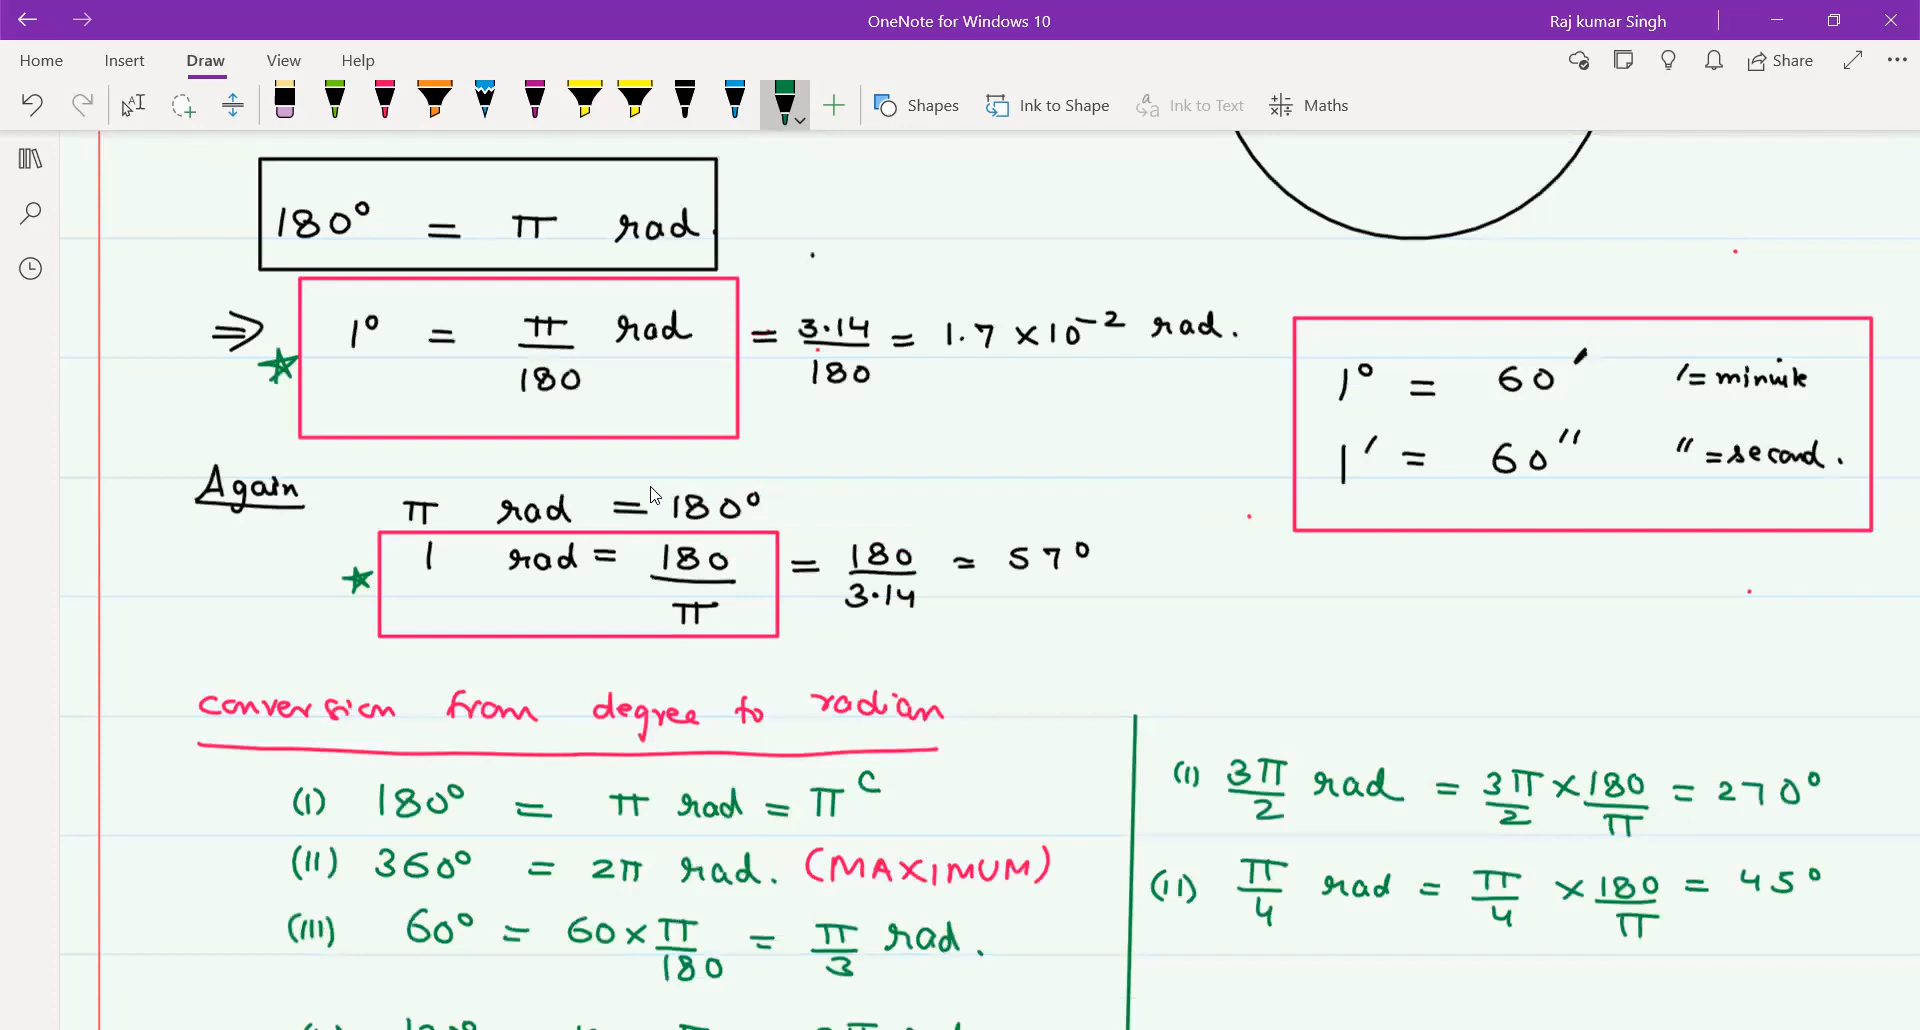 OneNote for Windows 10
Raj kumar Singh
Home Insert Draw View Help
Share
Shapes Ink to Shape Ink to Text Maths
180° = π rad.
⇒ 1° = π/180 rad = 3.14/180 = 1.7 × 10⁻² rad.
1° = 60′ ′= minute
1′ = 60″ ″=second.
Again
π rad = 180°
1 rad = 180/π = 180/3.14 ≈ 57°
conversion from degree to radian
(I) 180° = π rad = πᶜ
(II) 360° = 2π rad. (MAXIMUM)
(III) 60° = 60 × π/180 = π/3 rad.
(I) 3π/2 rad = 3π/2 × 180/π = 270°
(II) π/4 rad = π/4 × 180/π = 45°